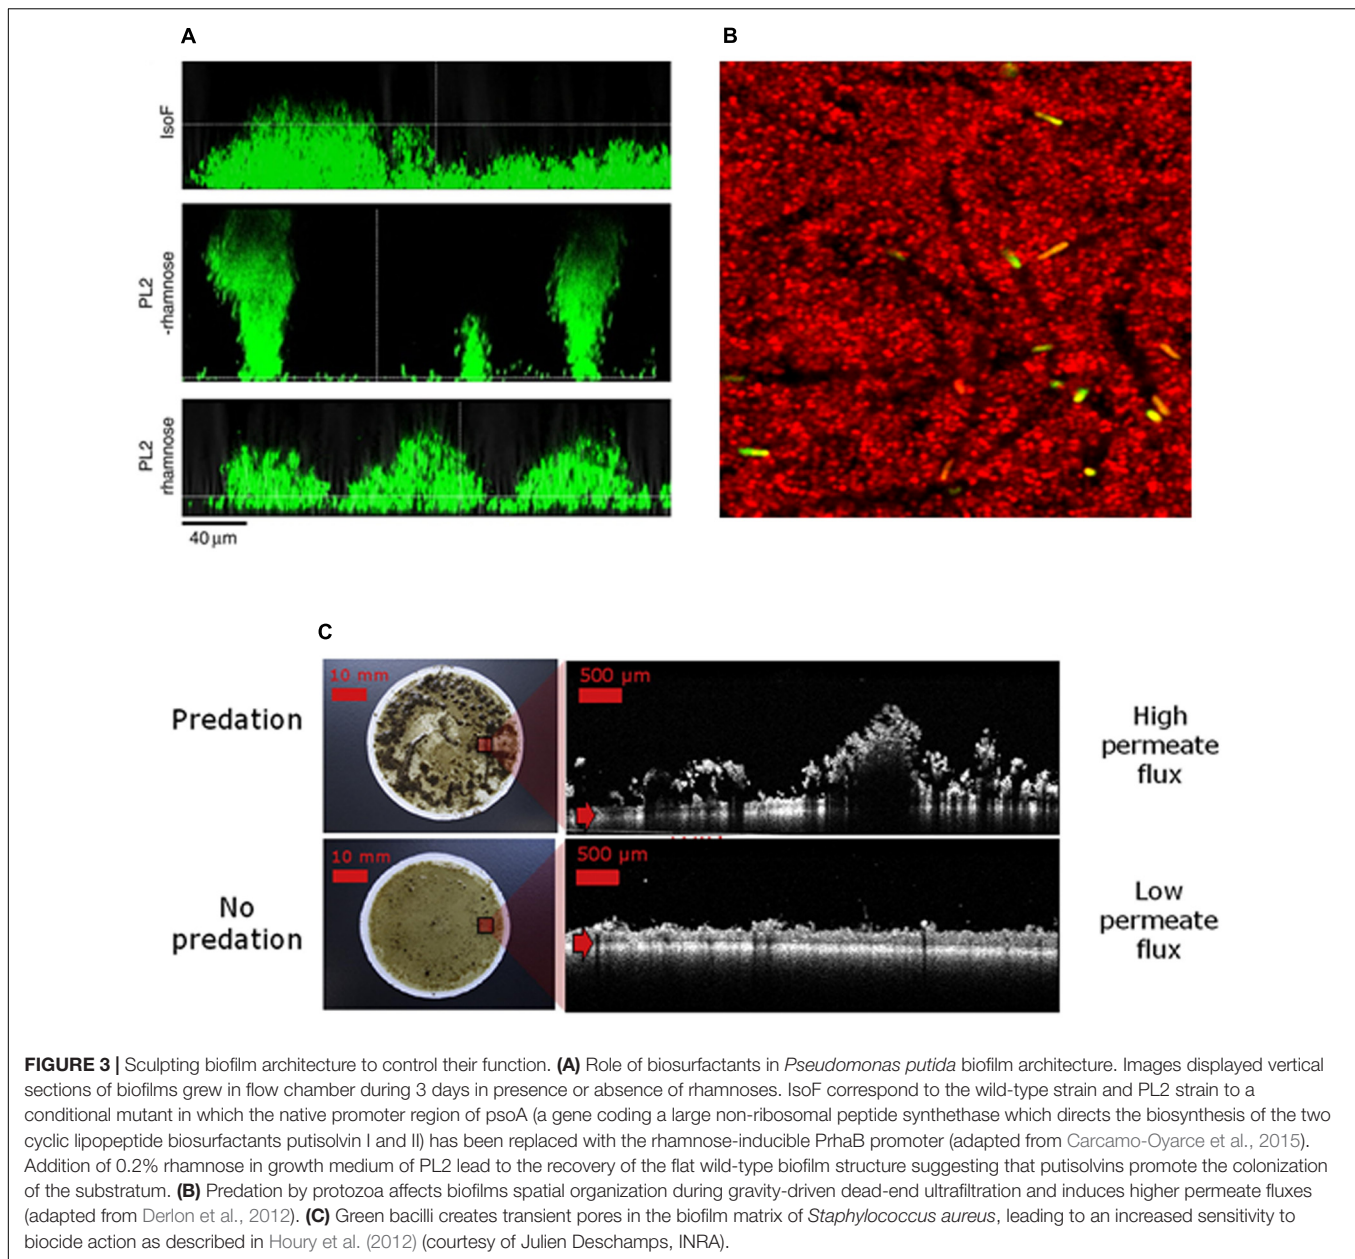 A
B
IsoF
PL2
-rhamnose
PL2
rhamnose
40 µm
C
Predation
10 mm
500 µm
High
permeate
flux
No
predation
10 mm
500 µm
Low
permeate
flux
FIGURE 3 | Sculpting biofilm architecture to control their function. (A) Role of biosurfactants in Pseudomonas putida biofilm architecture. Images displayed vertical
sections of biofilms grew in flow chamber during 3 days in presence or absence of rhamnoses. IsoF correspond to the wild-type strain and PL2 strain to a
conditional mutant in which the native promoter region of psoA (a gene coding a large non-ribosomal peptide synthethase which directs the biosynthesis of the two
cyclic lipopeptide biosurfactants putisolvin I and II) has been replaced with the rhamnose-inducible PrhaB promoter (adapted from Carcamo-Oyarce et al., 2015).
Addition of 0.2% rhamnose in growth medium of PL2 lead to the recovery of the flat wild-type biofilm structure suggesting that putisolvins promote the colonization
of the substratum. (B) Predation by protozoa affects biofilms spatial organization during gravity-driven dead-end ultrafiltration and induces higher permeate fluxes
(adapted from Derlon et al., 2012). (C) Green bacilli creates transient pores in the biofilm matrix of Staphylococcus aureus, leading to an increased sensitivity to
biocide action as described in Houry et al. (2012) (courtesy of Julien Deschamps, INRA).